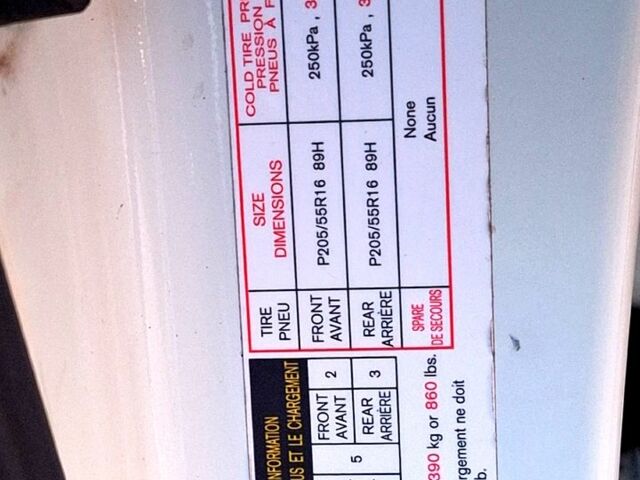 NFORMATION
US ET LE CHARGEMENT
FRONT
AVANT
2
5
REAR
ARRIÈRE
3
390 kg or 860 lbs.
rgement ne doit
b.
TIRE
PNEU
SIZE
DIMENSIONS
COLD TIRE PR
PRESSION
PNEUS À F
FRONT
AVANT
P205/55R16 89H
250kPa , 3
REAR
ARRIÈRE
P205/55R16 89H
250kPa , 3
SPARE
DE SECOURS
None
Aucun